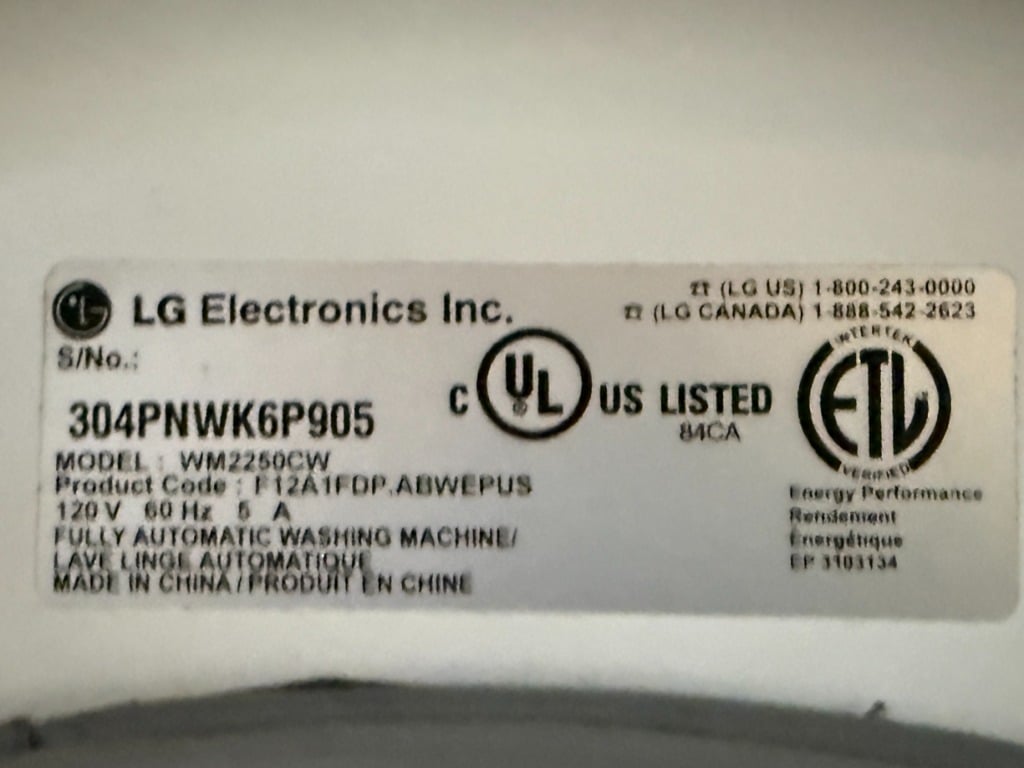 LG LG Electronics Inc.
☎ (LG US) 1-800-243-0000
☎ (LG CANADA) 1-888-542-2623
S/No.:
304PNWK6P905
C UL ® US LISTED
84CA
INTERTEK
ETL
VERIFIED
MODEL : WM2250CW
Product Code : F12A1FDP.ABWEPUS
120 V 60 Hz 5 A
FULLY AUTOMATIC WASHING MACHINE/
LAVE LINGE AUTOMATIQUE
MADE IN CHINA / PRODUIT EN CHINE
Energy Performance
Rendement
Énergétique
EP 3103134